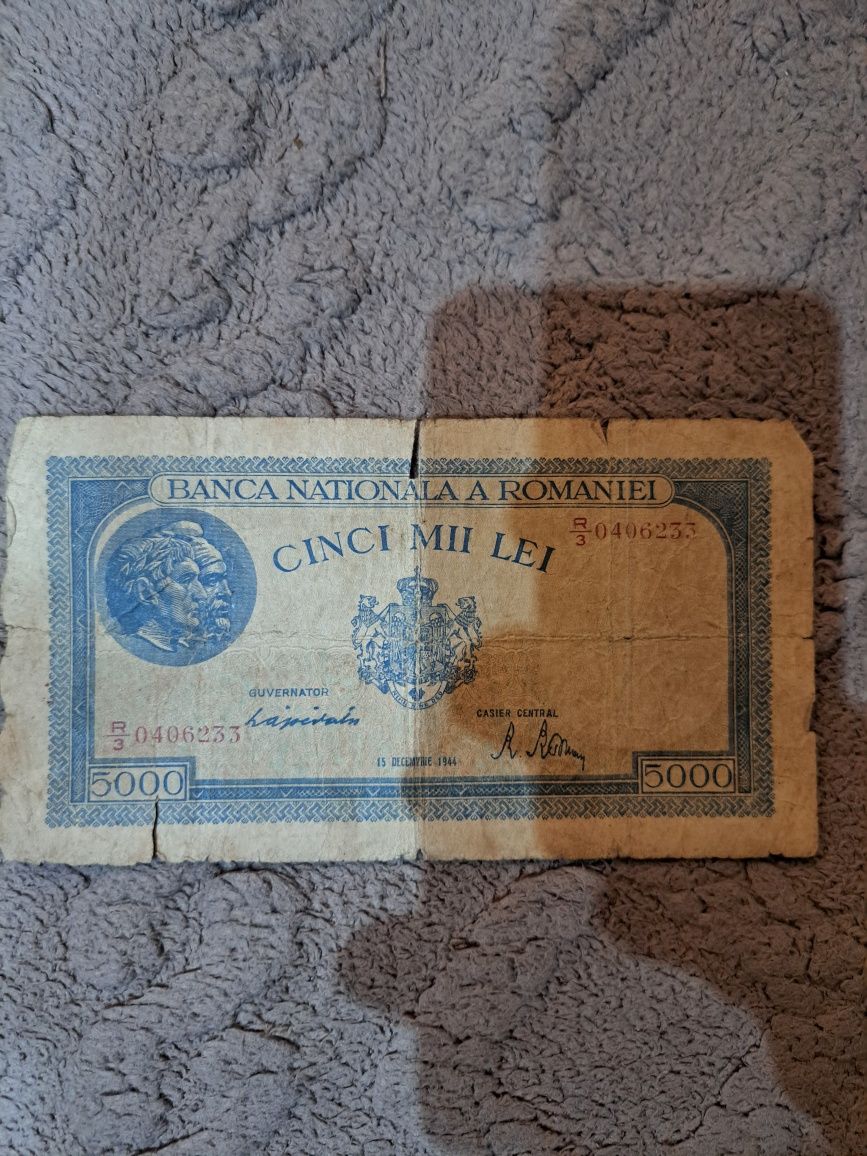 BANCA NATIONALA A ROMANIEI
CINCI MII LEI
R/3 0406233
GUVERNATOR
CASIER CENTRAL
R/3 0406233
15 DECEMVRIE 1944
5000
5000